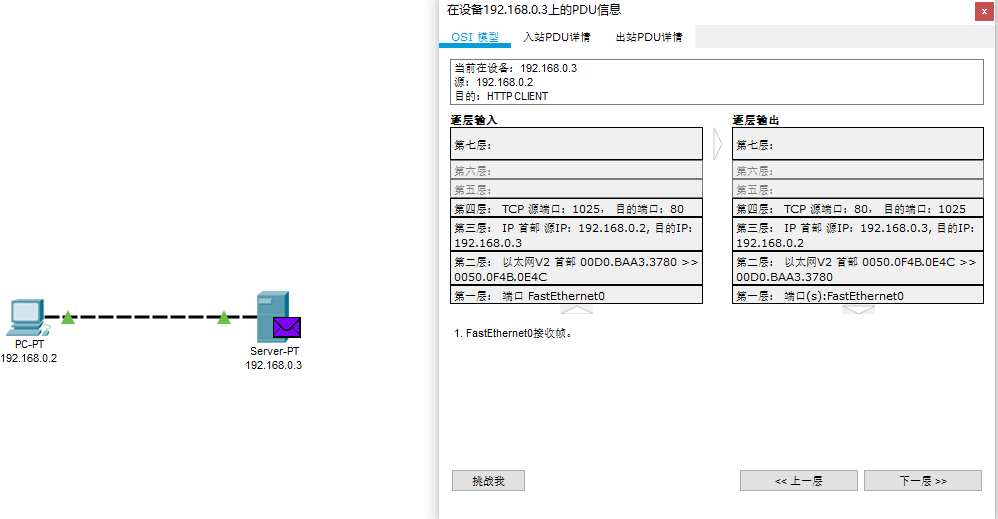 在设备192.168.0.3上的PDU信息
x
OSI 模型
入站PDU详情
出站PDU详情
当前在设备：192.168.0.3
源：192.168.0.2
目的：HTTP CLIENT
逐层输入
第七层：
第六层：
第五层：
第四层： TCP 源端口：1025， 目的端口：80
第三层： IP 首部 源IP：192.168.0.2, 目的IP：
192.168.0.3
第二层： 以太网V2 首部 00D0.BAA3.3780 >>
0050.0F4B.0E4C
第一层： 端口 FastEthernet0
逐层输出
第七层：
第六层：
第五层：
第四层： TCP 源端口：80， 目的端口：1025
第三层： IP 首部 源IP：192.168.0.3, 目的IP：
192.168.0.2
第二层： 以太网V2 首部 0050.0F4B.0E4C >>
00D0.BAA3.3780
第一层： 端口(s):FastEthernet0
1. FastEthernet0接收帧。
PC-PT
192.168.0.2
Server-PT
192.168.0.3
挑战我
<< 上一层
下一层 >>